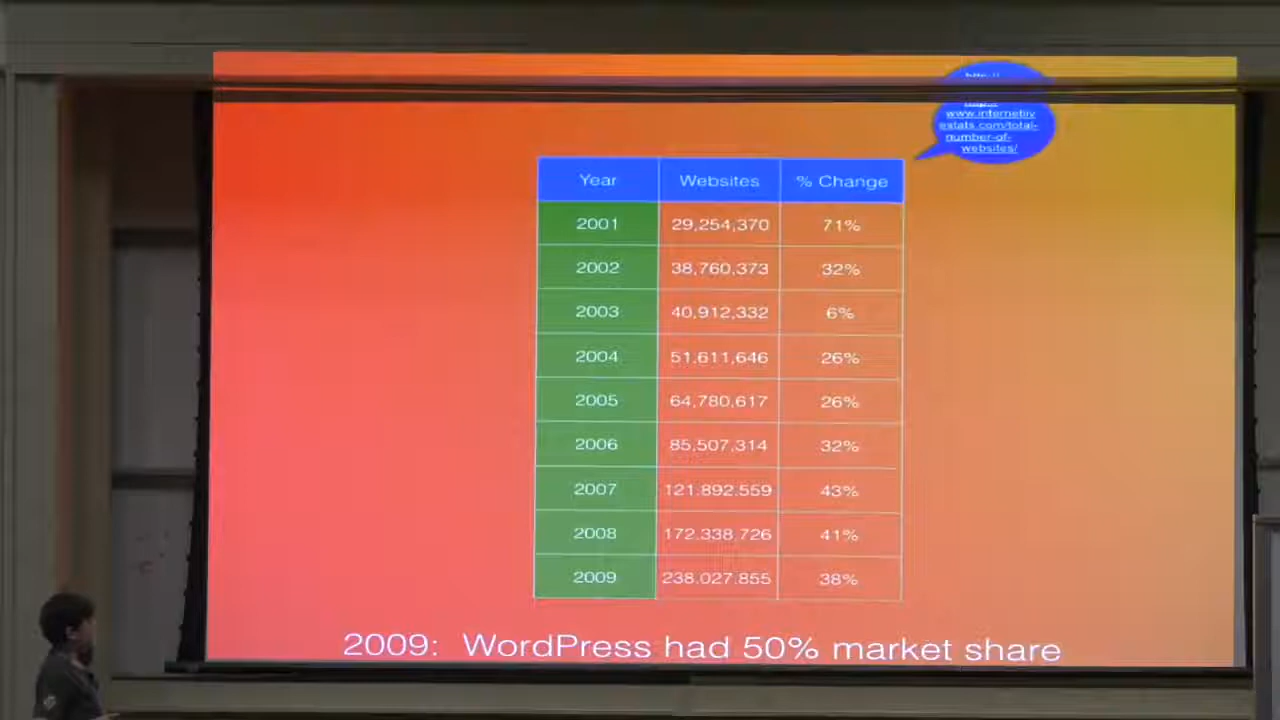 http://
www.internetliv
estats.com/total-
number-of-
websites/
Year Websites % Change
2001 29,254,370 71%
2002 38,760,373 32%
2003 40,912,332 6%
2004 51,611,646 26%
2005 64,780,617 26%
2006 85,507,314 32%
2007 121.892.559 43%
2008 172.338.726 41%
2009 238.027.855 38%
2009: WordPress had 50% market share